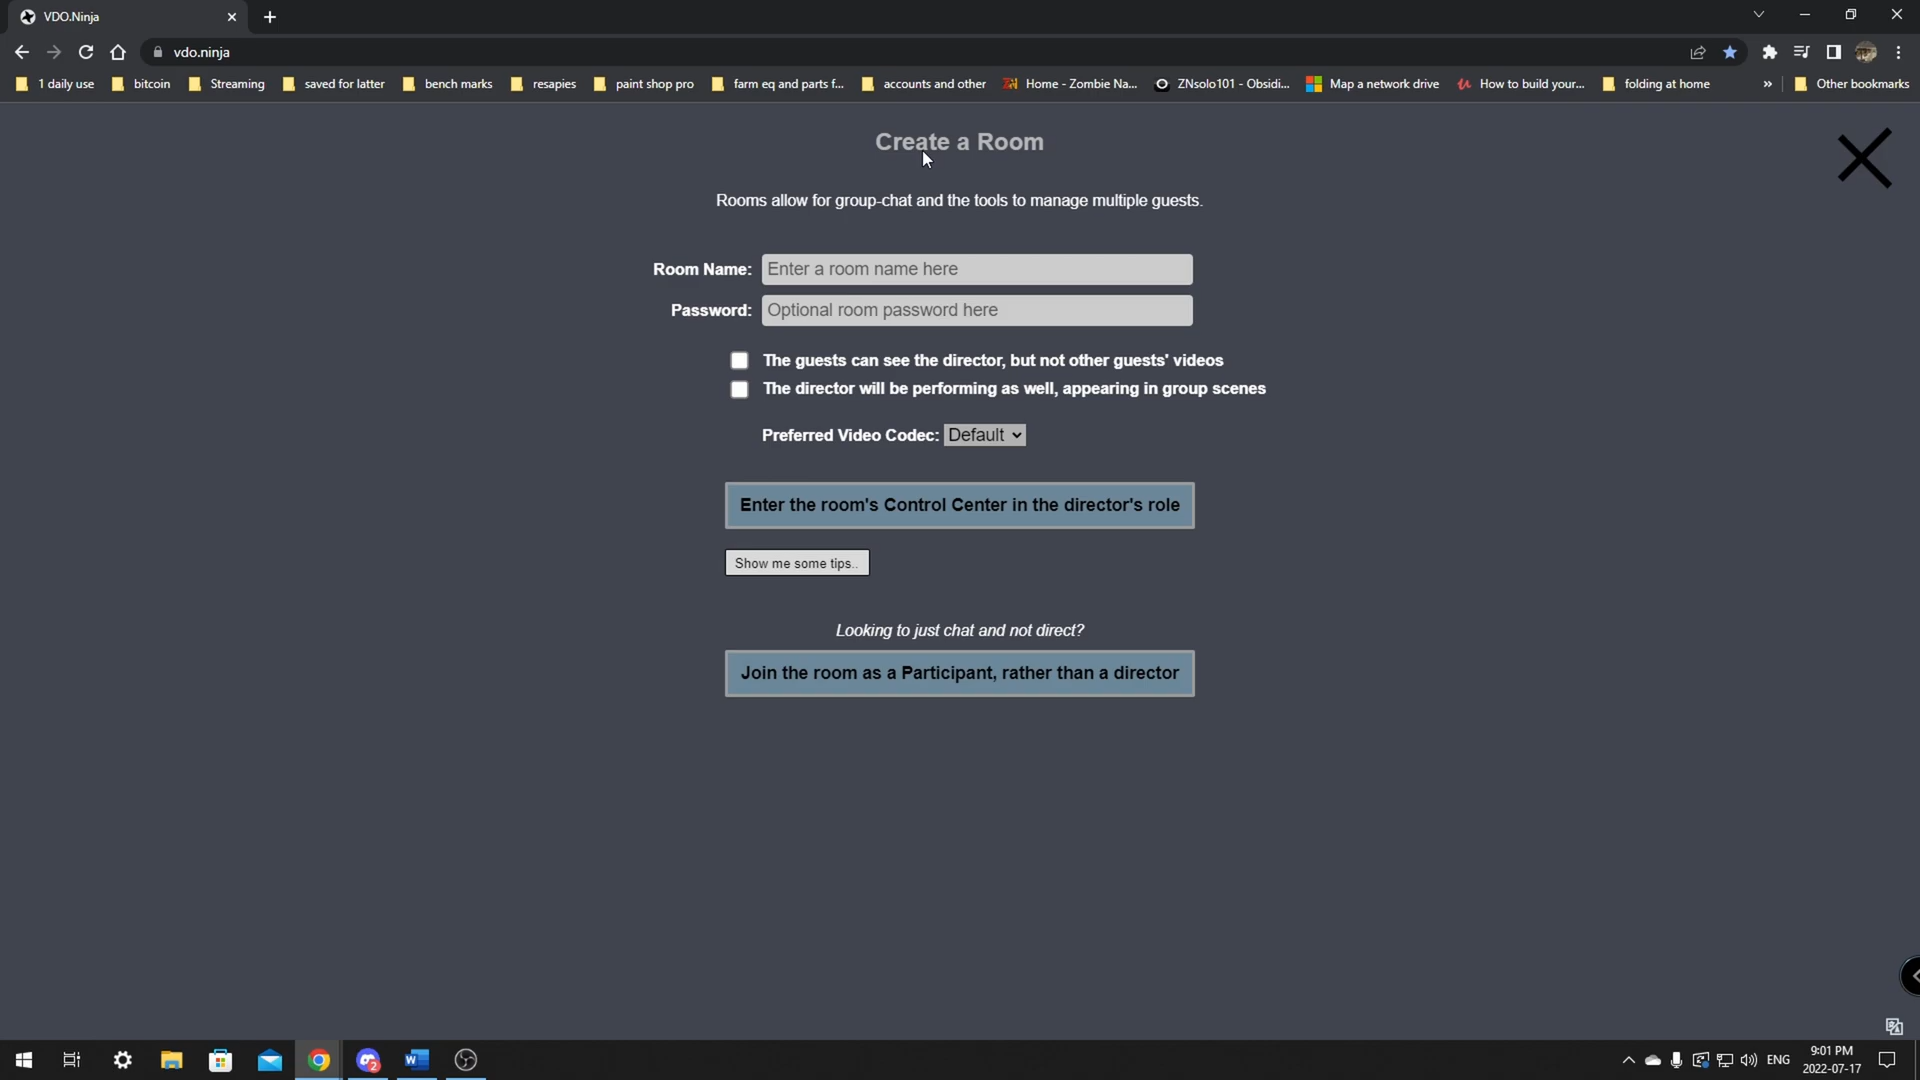 VDO.Ninja
vdo.ninja
1 daily use bitcoin Streaming saved for latter bench marks resapies paint shop pro farm eq and parts f... accounts and other Home - Zombie Na... ZNsolo101 - Obsidi... Map a network drive How to build your... folding at home » Other bookmarks
Create a Room
Rooms allow for group-chat and the tools to manage multiple guests.
Room Name: Enter a room name here
Password: Optional room password here
The guests can see the director, but not other guests' videos
The director will be performing as well, appearing in group scenes
Preferred Video Codec: Default
Enter the room's Control Center in the director's role
Show me some tips..
Looking to just chat and not direct?
Join the room as a Participant, rather than a director
2 ENG 9:01 PM
2022-07-17